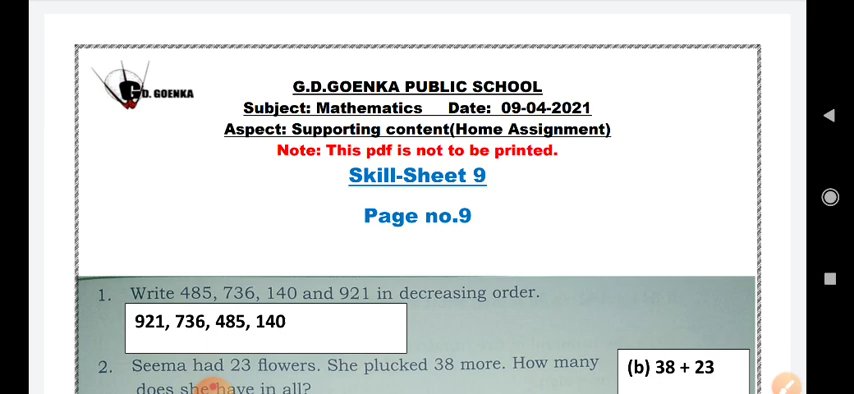 D. GOENKA
G.D.GOENKA PUBLIC SCHOOL
Subject: Mathematics Date: 09-04-2021
Aspect: Supporting content(Home Assignment)
Note: This pdf is not to be printed.
Skill-Sheet 9
Page no.9
1. Write 485, 736, 140 and 921 in decreasing order.
921, 736, 485, 140
2. Seema had 23 flowers. She plucked 38 more. How many
does she have in all?
(b) 38 + 23